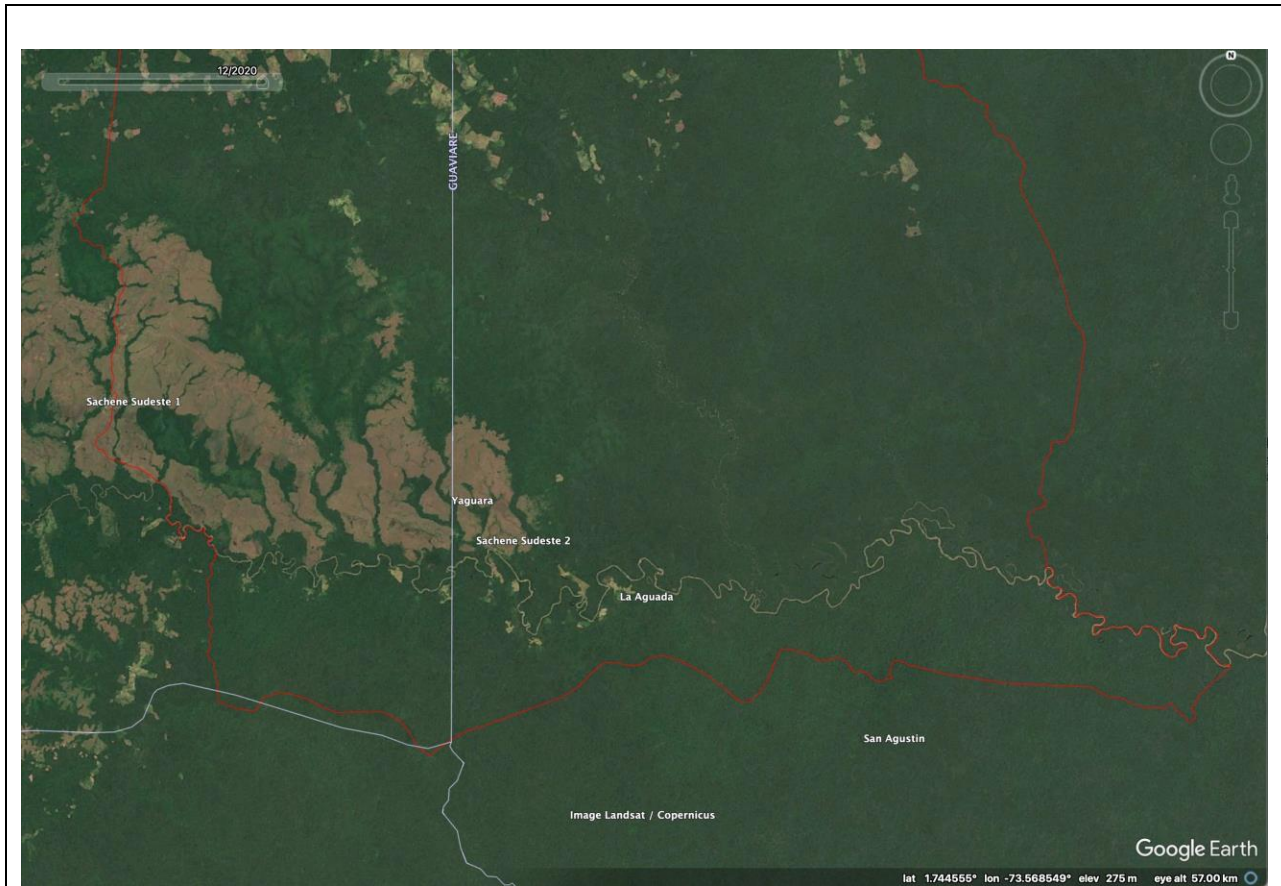 12/2020
N
GUAVIARE
Sachene Sudeste 1
Yaguara
Sachene Sudeste 2
La Aguada
San Agustin
Image Landsat / Copernicus
Google Earth
lat 1.744555° lon -73.568549° elev 275 m eye alt 57.00 km